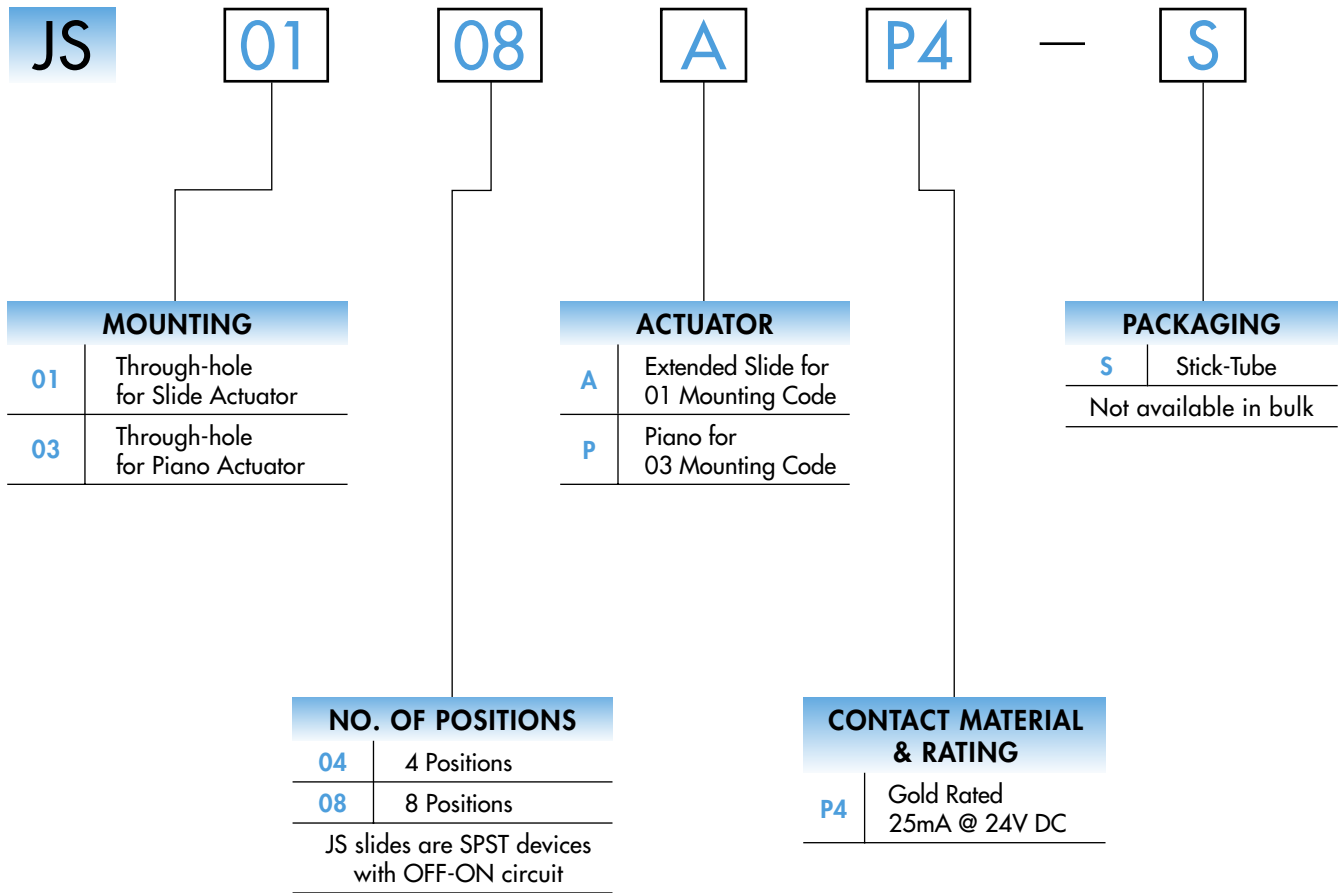 JS 01 08 A P4 — S
MOUNTING
01 Through-hole
for Slide Actuator
03 Through-hole
for Piano Actuator
ACTUATOR
A Extended Slide for
01 Mounting Code
P Piano for
03 Mounting Code
PACKAGING
S Stick-Tube
Not available in bulk
NO. OF POSITIONS
04 4 Positions
08 8 Positions
JS slides are SPST devices
with OFF-ON circuit
CONTACT MATERIAL
& RATING
P4 Gold Rated
25mA @ 24V DC